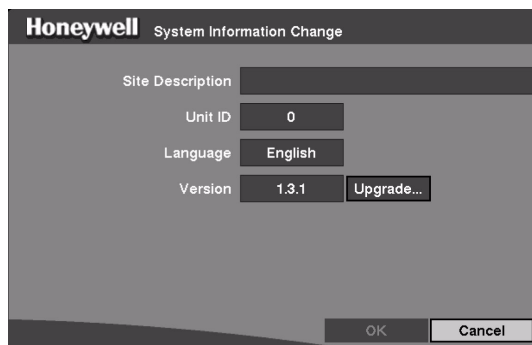 Honeywell System Information Change
Site Description
Unit ID 0
Language English
Version 1.3.1 Upgrade...
OK Cancel